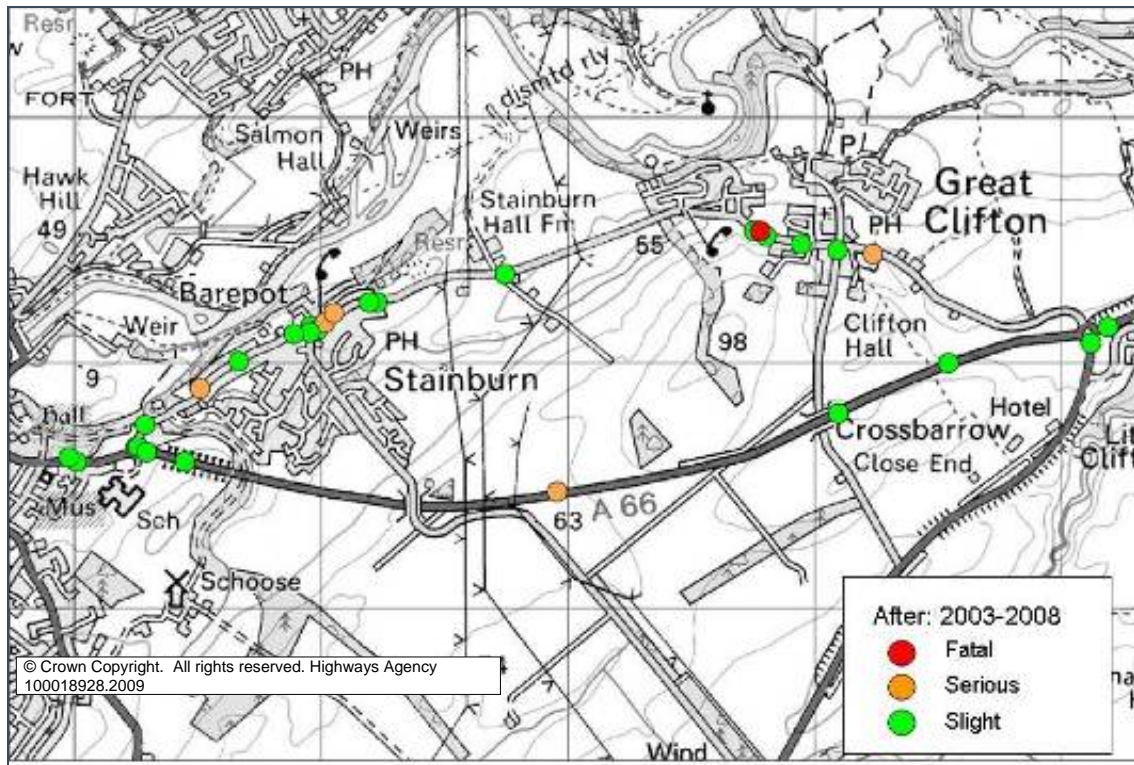 Resr
PH
FORT
dismtd rly
Salmon
Hall
Weirs
P
Hawk
Hill
49
Stainburn
Hall Fm
Great
Clifton
PH
Resr
55
Barepot
Weir
PH
Clifton
Hall
98
9
Stainburn
Hall
Hotel
Crossbarrow
Close End
Clifton
Mus
Sch
63
A 66
Schoose
After: 2003-2008
Fatal
Serious
Slight
© Crown Copyright. All rights reserved. Highways Agency
100018928.2009
Wind